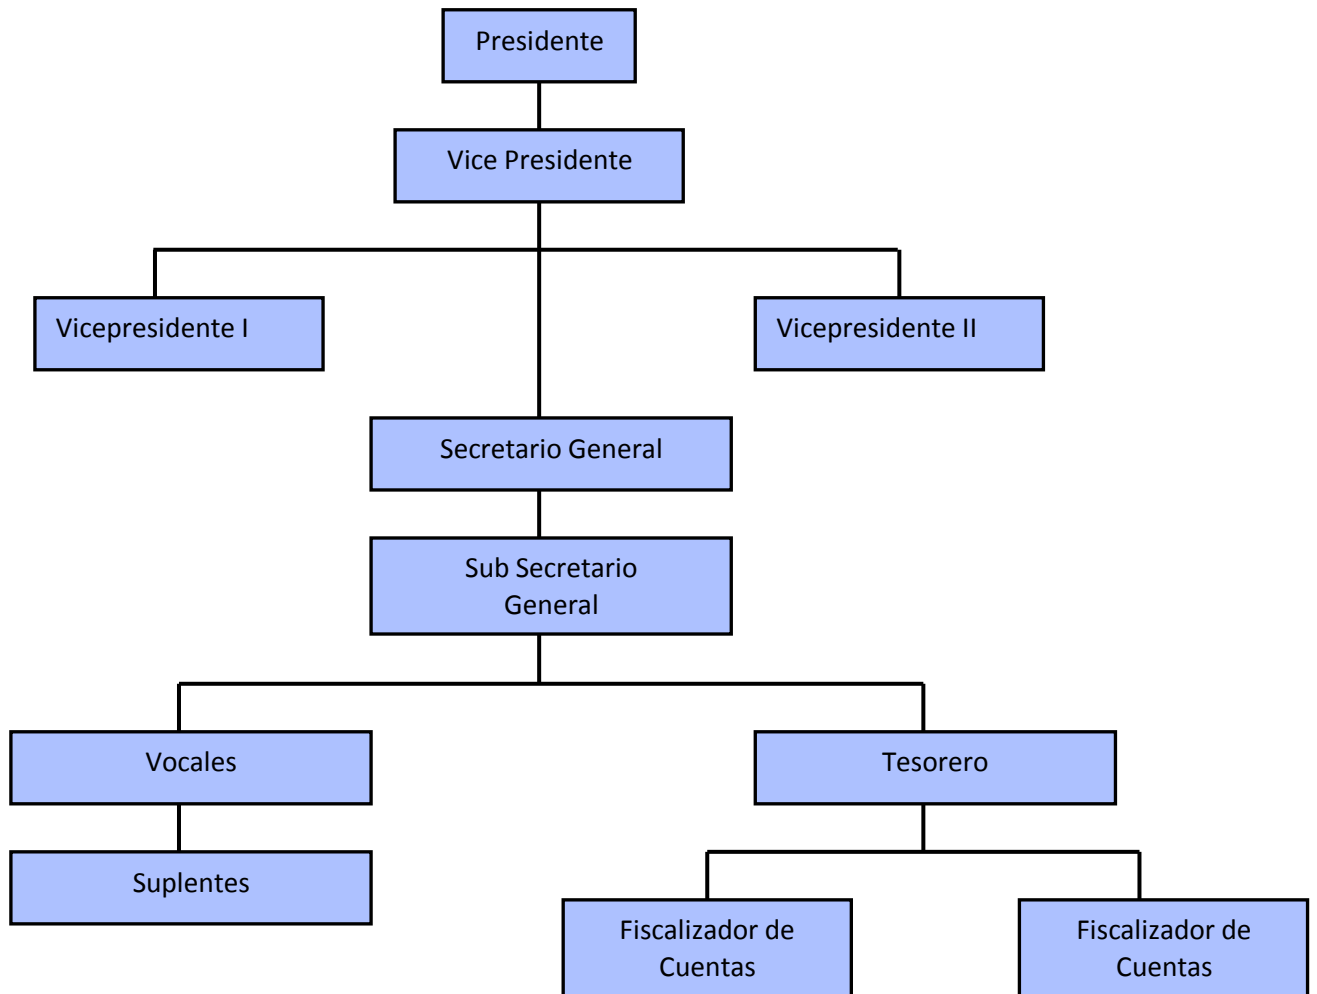 Presidente
Vice Presidente
Vicepresidente I
Vicepresidente II
Secretario General
Sub Secretario
General
Vocales
Tesorero
Suplentes
Fiscalizador de
Cuentas
Fiscalizador de
Cuentas